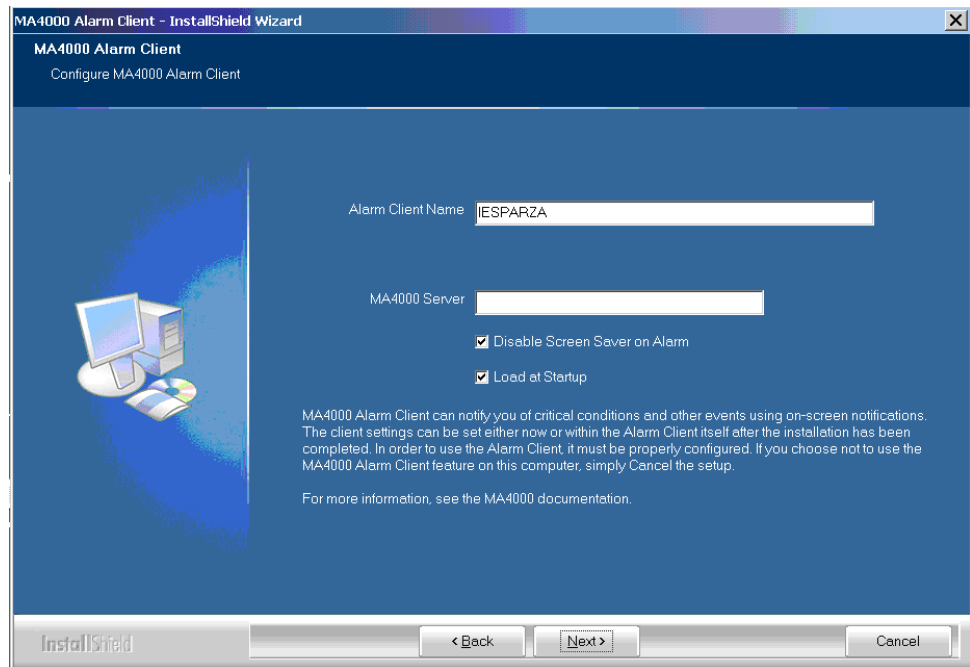 MA4000 Alarm Client - InstallShield Wizard
MA4000 Alarm Client
Configure MA4000 Alarm Client
Alarm Client Name
IESPARZA
MA4000 Server
Disable Screen Saver on Alarm
Load at Startup
MA4000 Alarm Client can notify you of critical conditions and other events using on-screen notifications.
The client settings can be set either now or within the Alarm Client itself after the installation has been
completed. In order to use the Alarm Client, it must be properly configured. If you choose not to use the
MA4000 Alarm Client feature on this computer, simply Cancel the setup.
For more information, see the MA4000 documentation.
InstallShield
< Back
Next >
Cancel